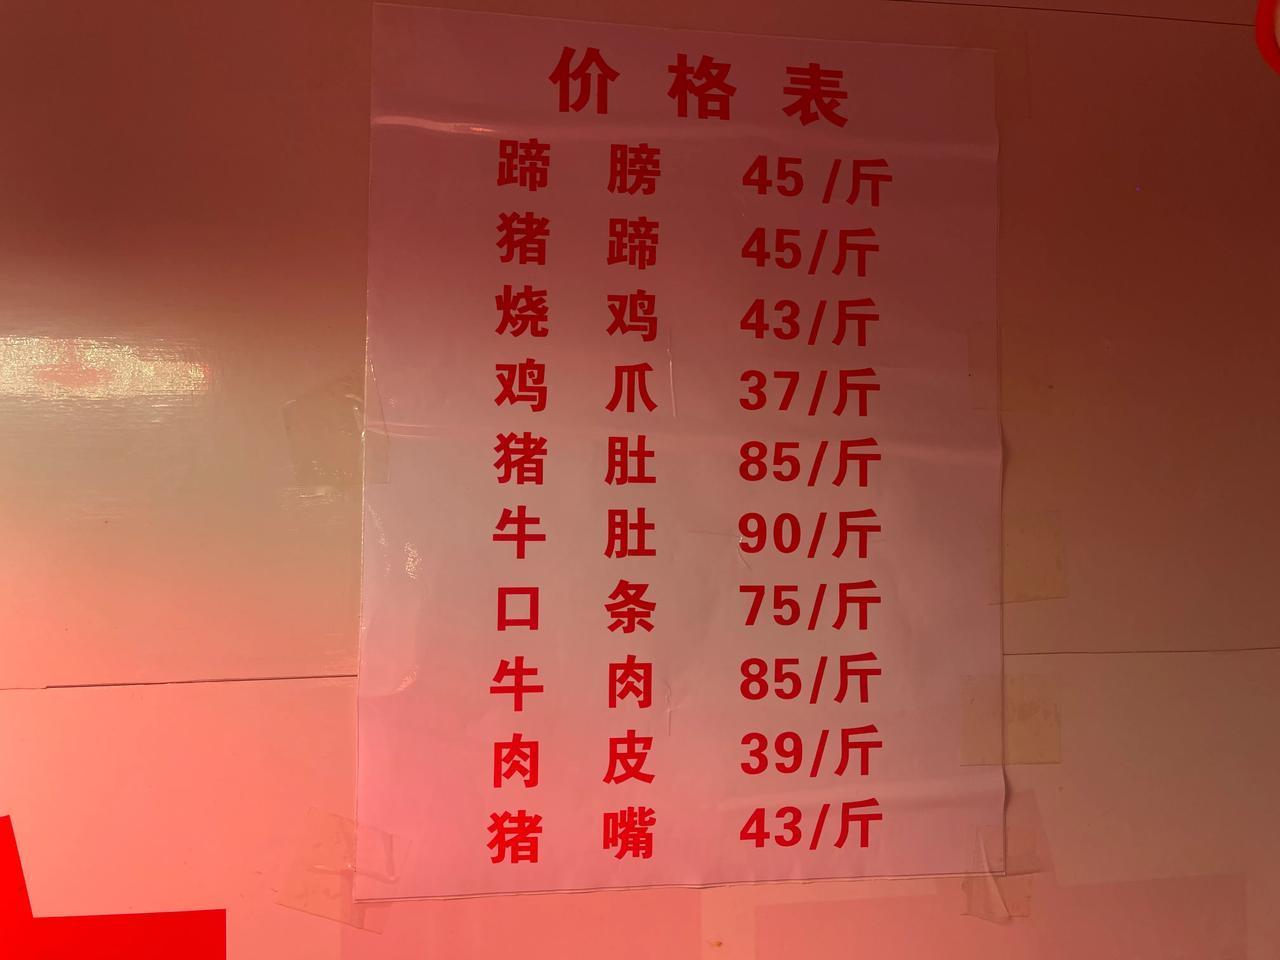 价格表
蹄膀 45/斤
猪蹄 45/斤
烧鸡 43/斤
鸡爪 37/斤
猪肚 85/斤
牛肚 90/斤
口条 75/斤
牛肉 85/斤
肉皮 39/斤
猪嘴 43/斤